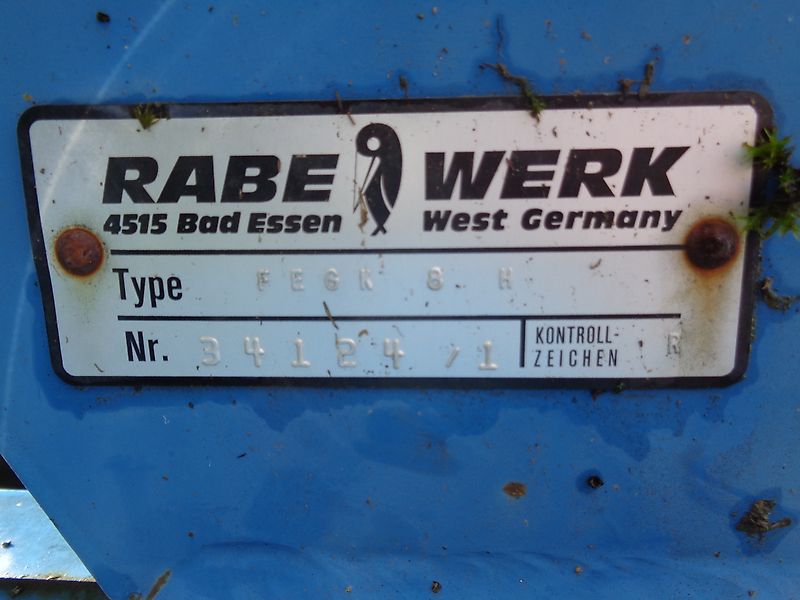 RABE WERK
4515 Bad Essen West Germany
Type FEGK 8 H
Nr. 34124/1 KONTROLL-
ZEICHEN R